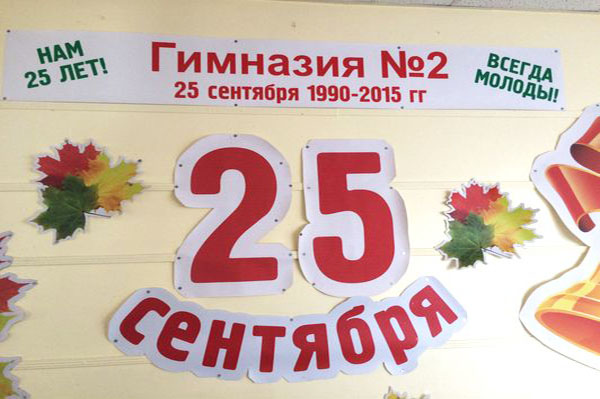 НАМ
25 ЛЕТ!
Гимназия №2
25 сентября 1990-2015 гг
ВСЕГДА
МОЛОДЫ!
25
сентября